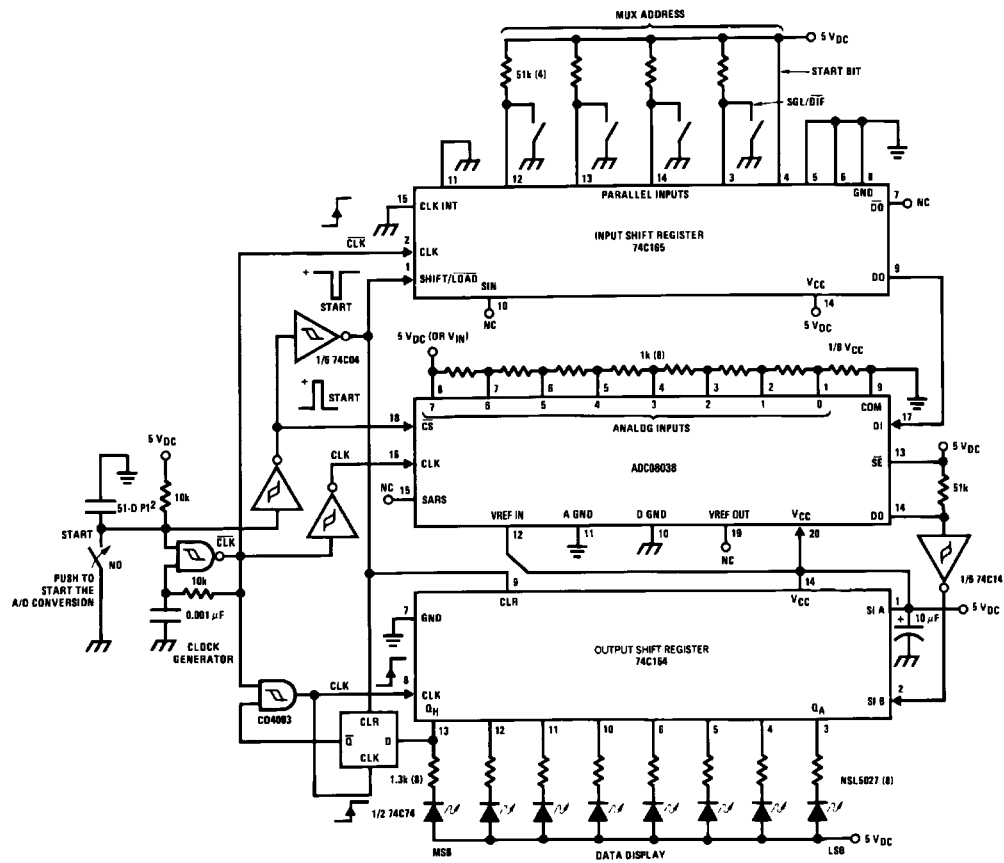 MUX ADDRESS
5 VDC
51k (4)
START BIT
SGL/DIF
11
12
13
14
3
4
5
6
8
GND
PARALLEL INPUTS
15
CLK INT
7
DO
NC
INPUT SHIFT REGISTER
74C165
CLK
2
CLK
+
START
1
SHIFT/LOAD
9
DO
SIN
10
NC
VCC
14
5 VDC
1/6 74C04
5 VDC (OR VIN)
1k (8)
1/8 VCC
+
START
8
7
6
5
4
3
2
1
9
7
6
5
4
3
2
1
0
COM
ANALOG INPUTS
18
CS
DI
17
CLK
16
CLK
ADC08038
SE
13
5 VDC
51k
NC
15
SARS
DO
14
VREF IN
12
A GND
11
D GND
10
VREF OUT
19
NC
VCC
20
5 VDC
10k
START
NO
PUSH TO
START THE
A/D CONVERSION
CLK
10k
0.001 µF
CLOCK
GENERATOR
1/6 74C14
9
CLR
14
VCC
7
GND
SI A
1
5 VDC
+
10 µF
OUTPUT SHIFT REGISTER
74C164
CLK
8
CLK
SI B
2
CD4093
QH
QA
CLR
Q
D
CLK
13
12
11
10
6
5
4
3
1.3k (8)
NSL5027 (8)
1/2 74C74
MSB
DATA DISPLAY
LSB
5 VDC